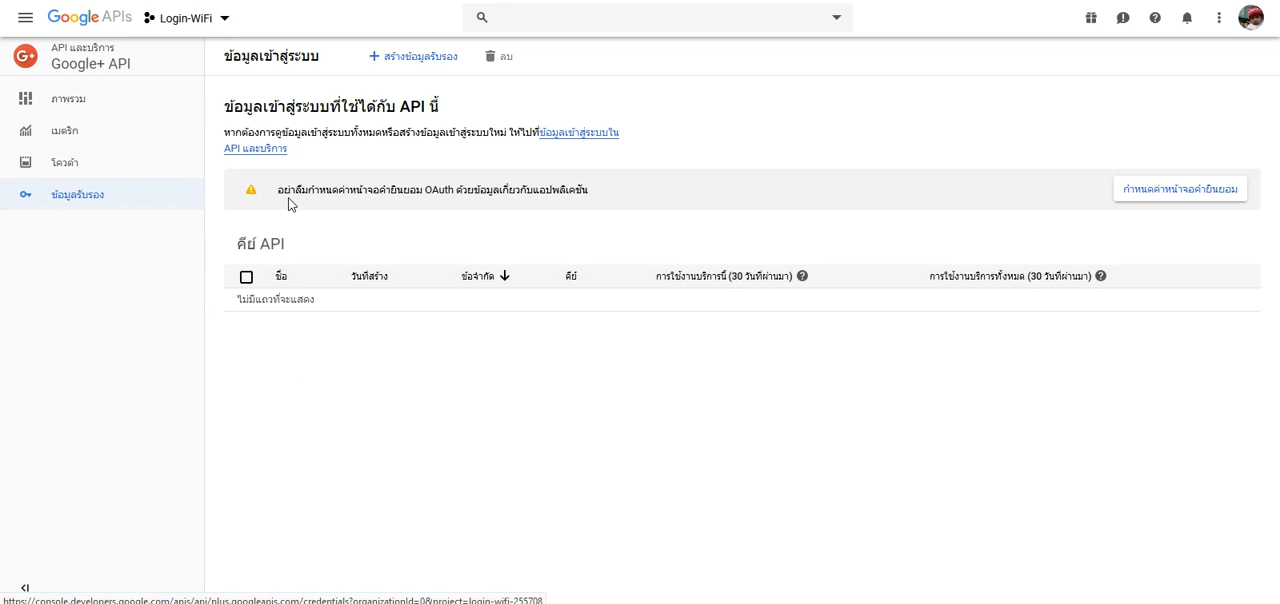 Google APIs
Login-WiFi
API และบริการ
Google+ API
ภาพรวม
เมตริก
โควต้า
ข้อมูลรับรอง
ข้อมูลเข้าสู่ระบบ
สร้างข้อมูลรับรอง
ลบ
ข้อมูลเข้าสู่ระบบที่ใช้ได้กับ API นี้
หากต้องการดูข้อมูลเข้าสู่ระบบทั้งหมดหรือสร้างข้อมูลเข้าสู่ระบบใหม่ ให้ไปที่ข้อมูลเข้าสู่ระบบใน
API และบริการ
อย่าลืมกำหนดค่าหน้าจอคำยินยอม OAuth ด้วยข้อมูลเกี่ยวกับแอปพลิเคชัน
กำหนดค่าหน้าจอคำยินยอม
คีย์ API
ชื่อ วันที่สร้าง ข้อจำกัด คีย์ การใช้งานบริการนี้ (30 วันที่ผ่านมา) การใช้งานบริการทั้งหมด (30 วันที่ผ่านมา)
ไม่มีแถวที่จะแสดง
https://console.developers.google.com/apis/api/plus.googleapis.com/credentials?organizationId=0&project=login-wifi-255708